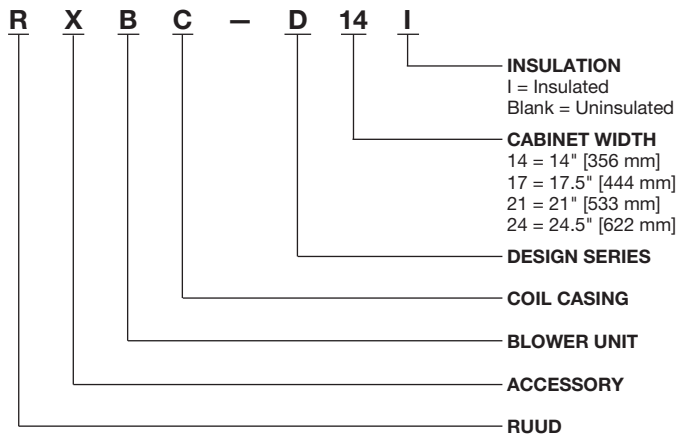 R X B C — D 14 I
INSULATION
I = Insulated
Blank = Uninsulated
CABINET WIDTH
14 = 14" [356 mm]
17 = 17.5" [444 mm]
21 = 21" [533 mm]
24 = 24.5" [622 mm]
DESIGN SERIES
COIL CASING
BLOWER UNIT
ACCESSORY
RUUD